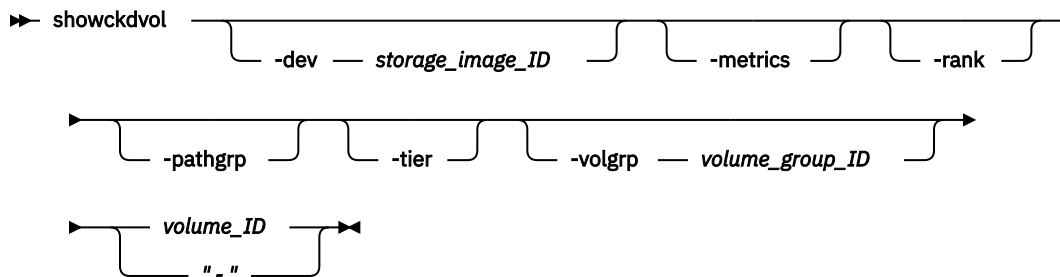 showckdvol
-dev storage_image_ID -metrics -rank
-pathgrp -tier -volgrp volume_group_ID
volume_ID
" - "